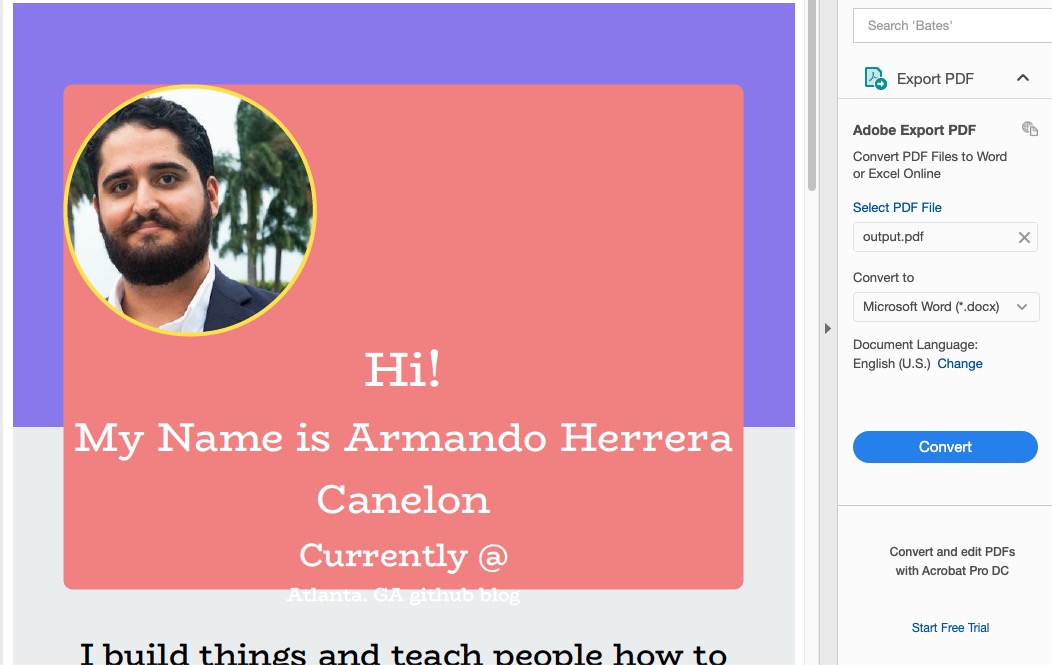 Hi!
My Name is Armando Herrera
Canelon
Currently @
Atlanta. GA github blog
I build things and teach people how to
Search 'Bates'
Export PDF
Adobe Export PDF
Convert PDF Files to Word
or Excel Online
Select PDF File
output.pdf
Convert to
Microsoft Word (*.docx)
Document Language:
English (U.S.) Change
Convert
Convert and edit PDFs
with Acrobat Pro DC
Start Free Trial